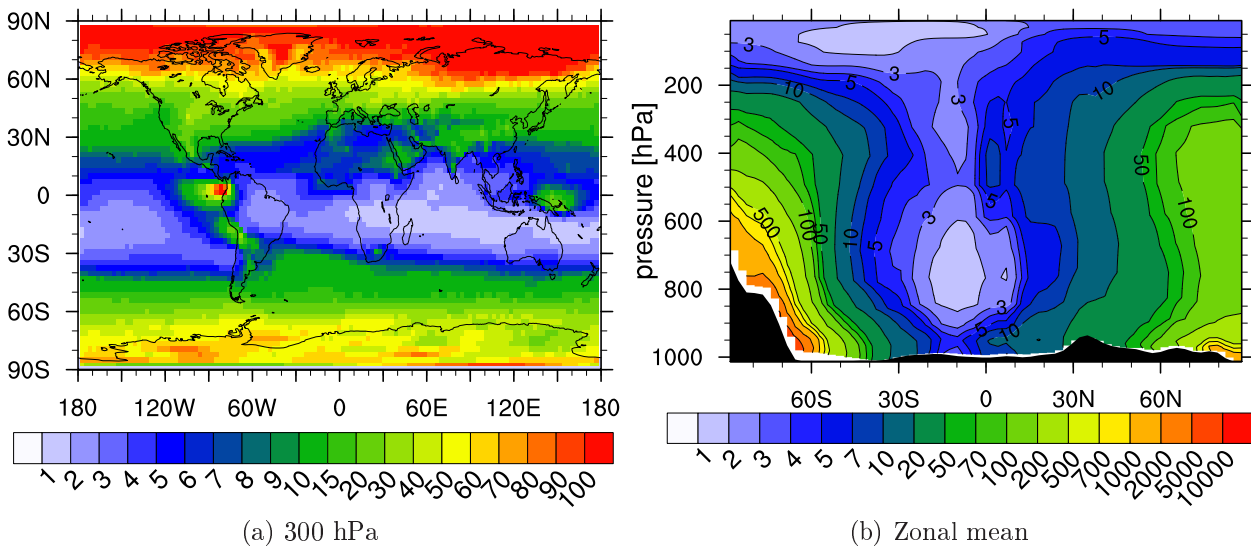 90N
60N
30N
0
30S
60S
90S
180 120W 60W 0 60E 120E 180
1 2 3 4 5 6 7 8 9 10 15 20 30 40 50 60 70 80 90 100
(a) 300 hPa
pressure [hPa]
200
400
600
800
1000
3 5
3
10 5 10
3 5
50
5
3
500 100 50 10 5 100
3
5 10
60S 30S 0 30N 60N
1 2 3 4 5 7 10 20 50 70 100 200 500 700 1000 2000 5000 10000
(b) Zonal mean